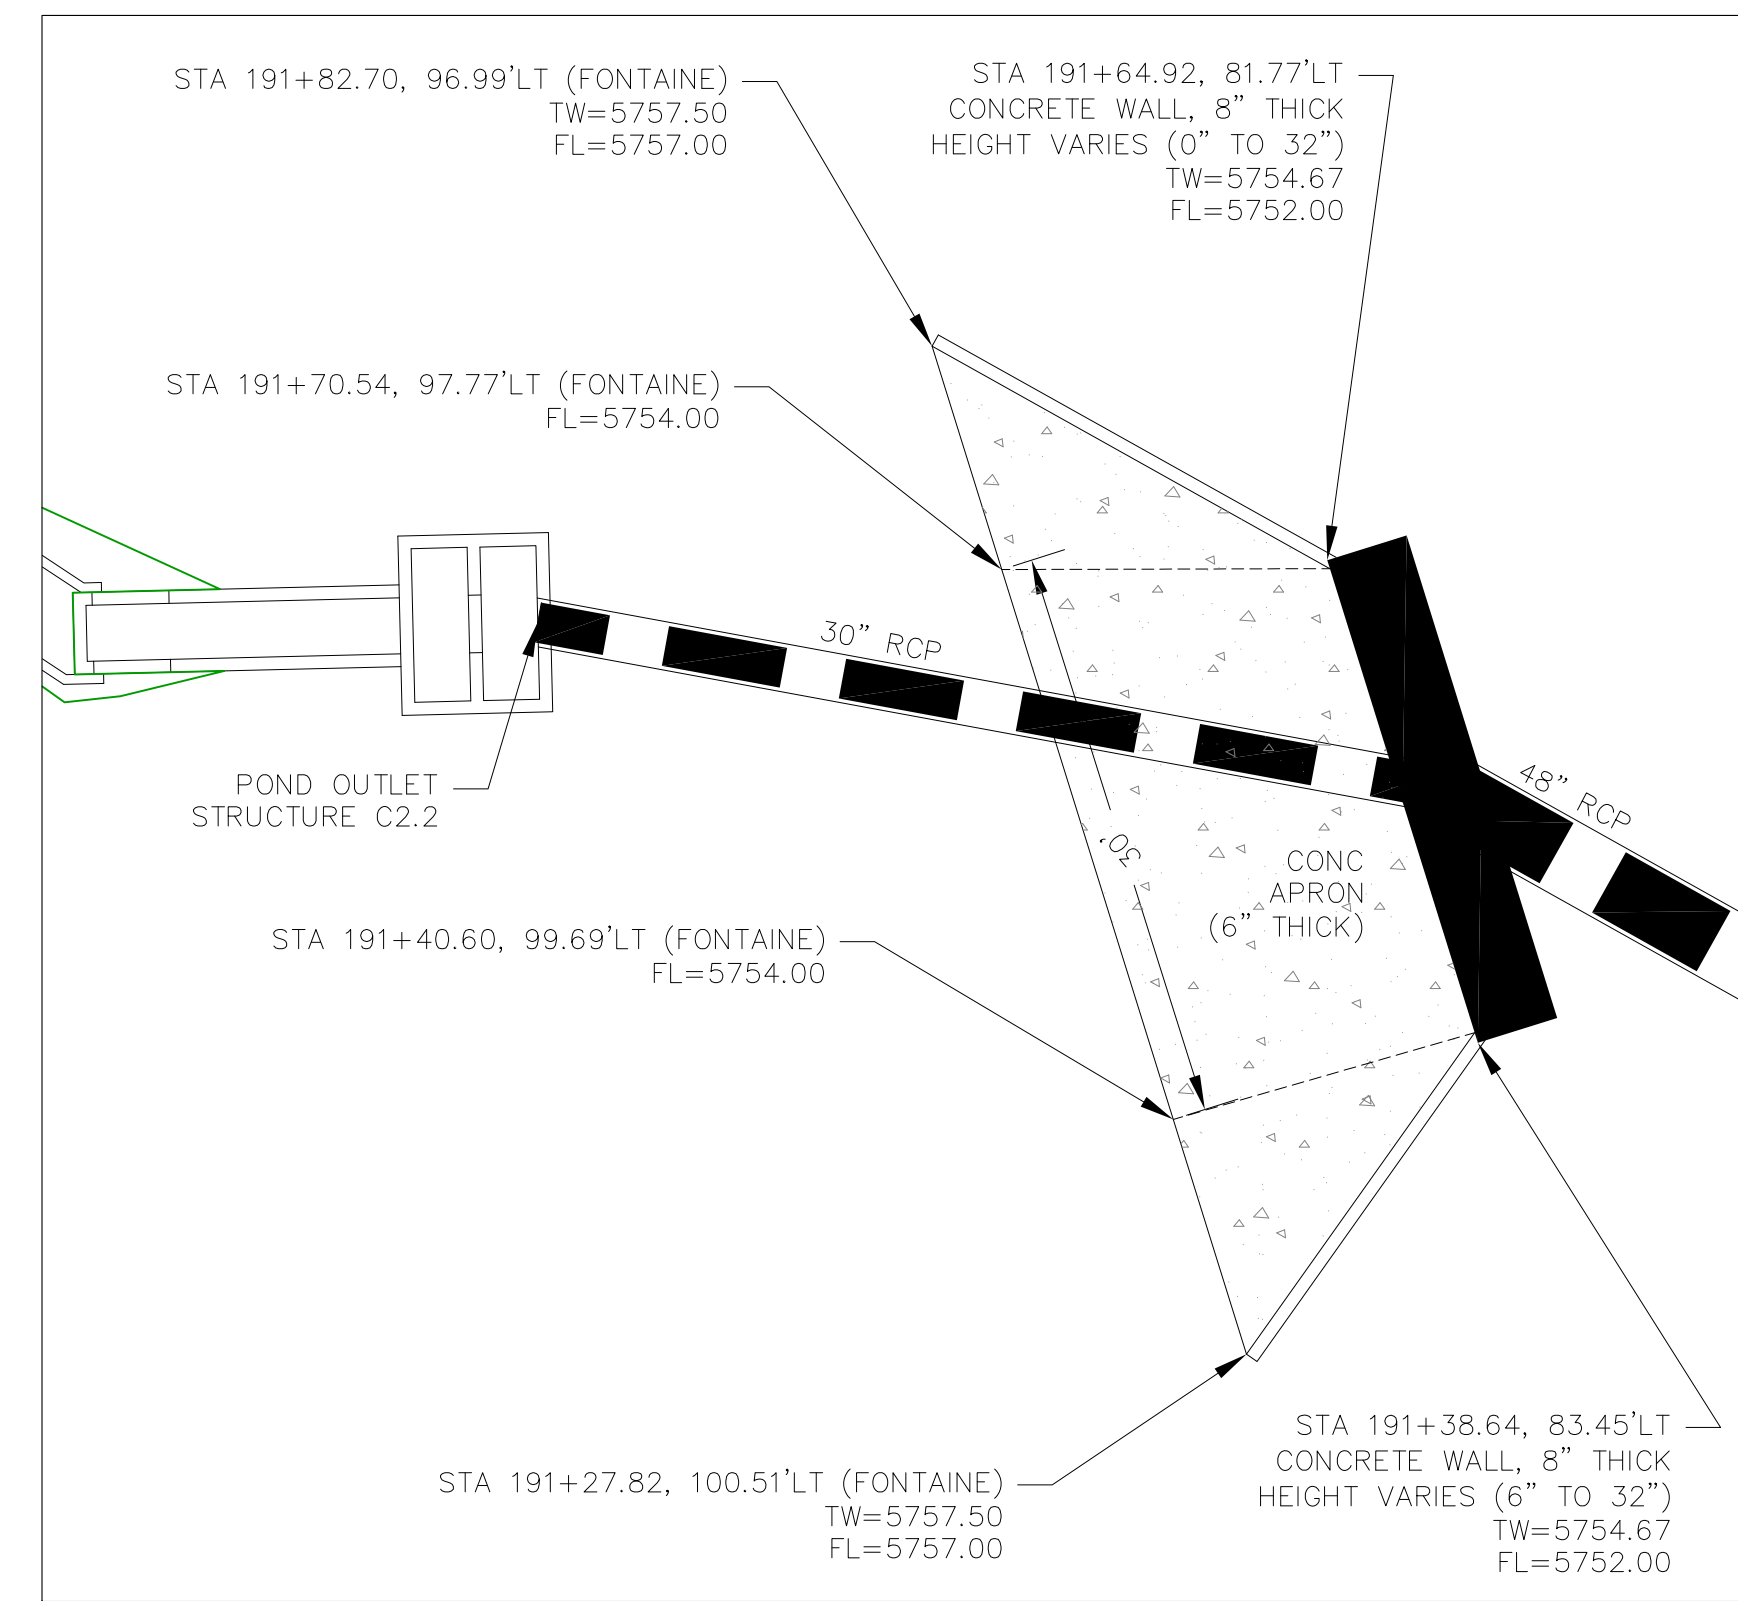 STA 191+82.70, 96.99'LT (FONTAINE)
TW=5757.50
FL=5757.00
STA 191+64.92, 81.77'LT
CONCRETE WALL, 8" THICK
HEIGHT VARIES (0" TO 32")
TW=5754.67
FL=5752.00
STA 191+70.54, 97.77'LT (FONTAINE)
FL=5754.00
30" RCP
POND OUTLET
STRUCTURE C2.2
48" RCP
30'
CONC
APRON
(6" THICK)
STA 191+40.60, 99.69'LT (FONTAINE)
FL=5754.00
STA 191+27.82, 100.51'LT (FONTAINE)
TW=5757.50
FL=5757.00
STA 191+38.64, 83.45'LT
CONCRETE WALL, 8" THICK
HEIGHT VARIES (6" TO 32")
TW=5754.67
FL=5752.00